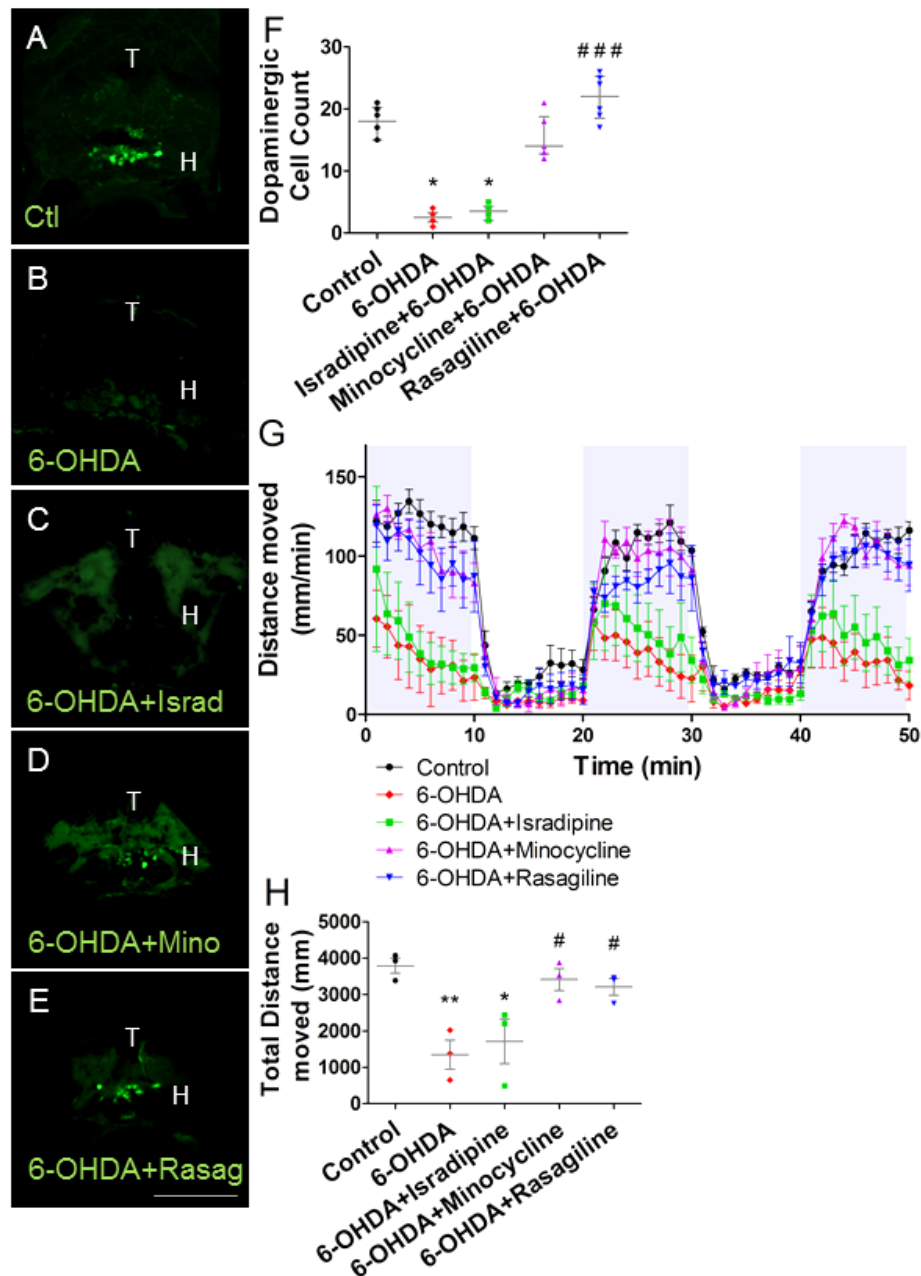 A
T
H
Ctl
B
T
H
6-OHDA
C
T
H
6-OHDA+Israd
D
T
H
6-OHDA+Mino
E
T
H
6-OHDA+Rasag
F
Dopaminergic
Cell Count
30
20
10
0
*
*
###
Control
6-OHDA
Isradipine+6-OHDA
Minocycline+6-OHDA
Rasagiline+6-OHDA
G
Distance moved
(mm/min)
150
100
50
0
0
10
20
30
40
50
Time (min)
Control
6-OHDA
6-OHDA+Isradipine
6-OHDA+Minocycline
6-OHDA+Rasagiline
H
Total Distance
moved (mm)
5000
4000
3000
2000
1000
0
**
*
#
#
Control
6-OHDA
6-OHDA+Isradipine
6-OHDA+Minocycline
6-OHDA+Rasagiline